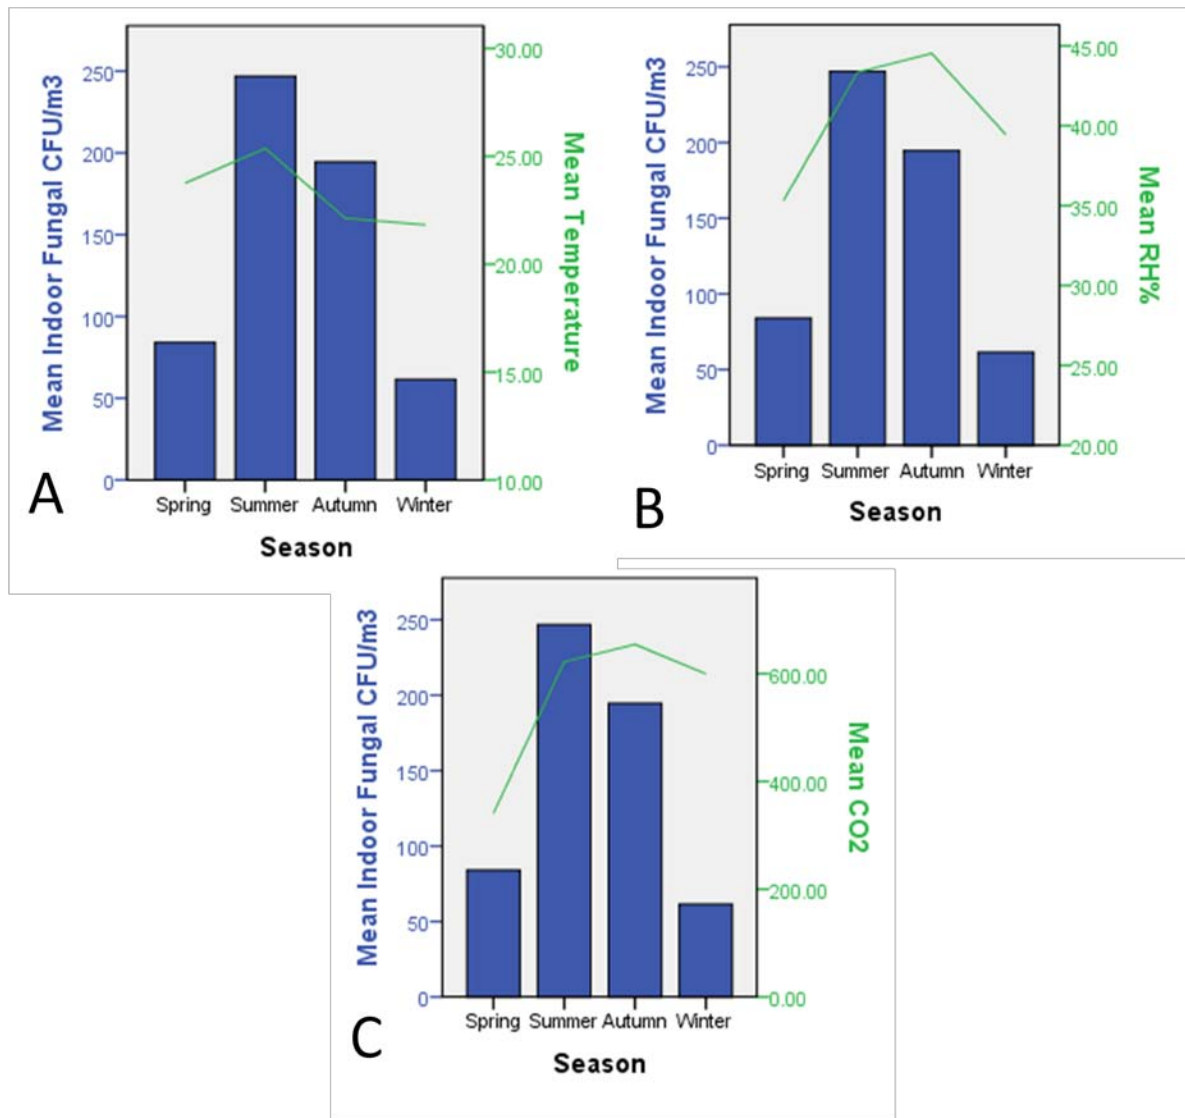 Mean Indoor Fungal CFU/m3
250
200
150
100
50
0
30.00
25.00
20.00
15.00
10.00
Mean Temperature
Spring Summer Autumn Winter
Season
A
Mean Indoor Fungal CFU/m3
250
200
150
100
50
0
45.00
40.00
35.00
30.00
25.00
20.00
Mean RH%
Spring Summer Autumn Winter
Season
B
Mean Indoor Fungal CFU/m3
250
200
150
100
50
0
600.00
400.00
200.00
0.00
Mean CO2
Spring Summer Autumn Winter
Season
C